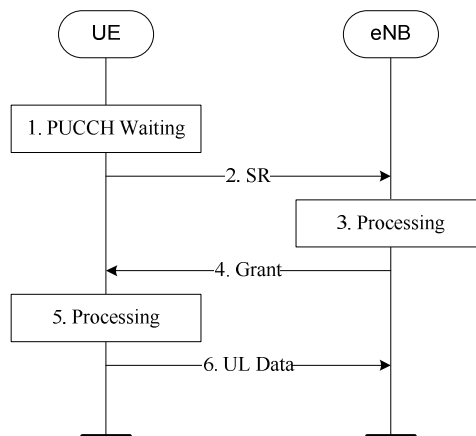 UE
eNB
1. PUCCH Waiting
2. SR
3. Processing
4. Grant
5. Processing
6. UL Data